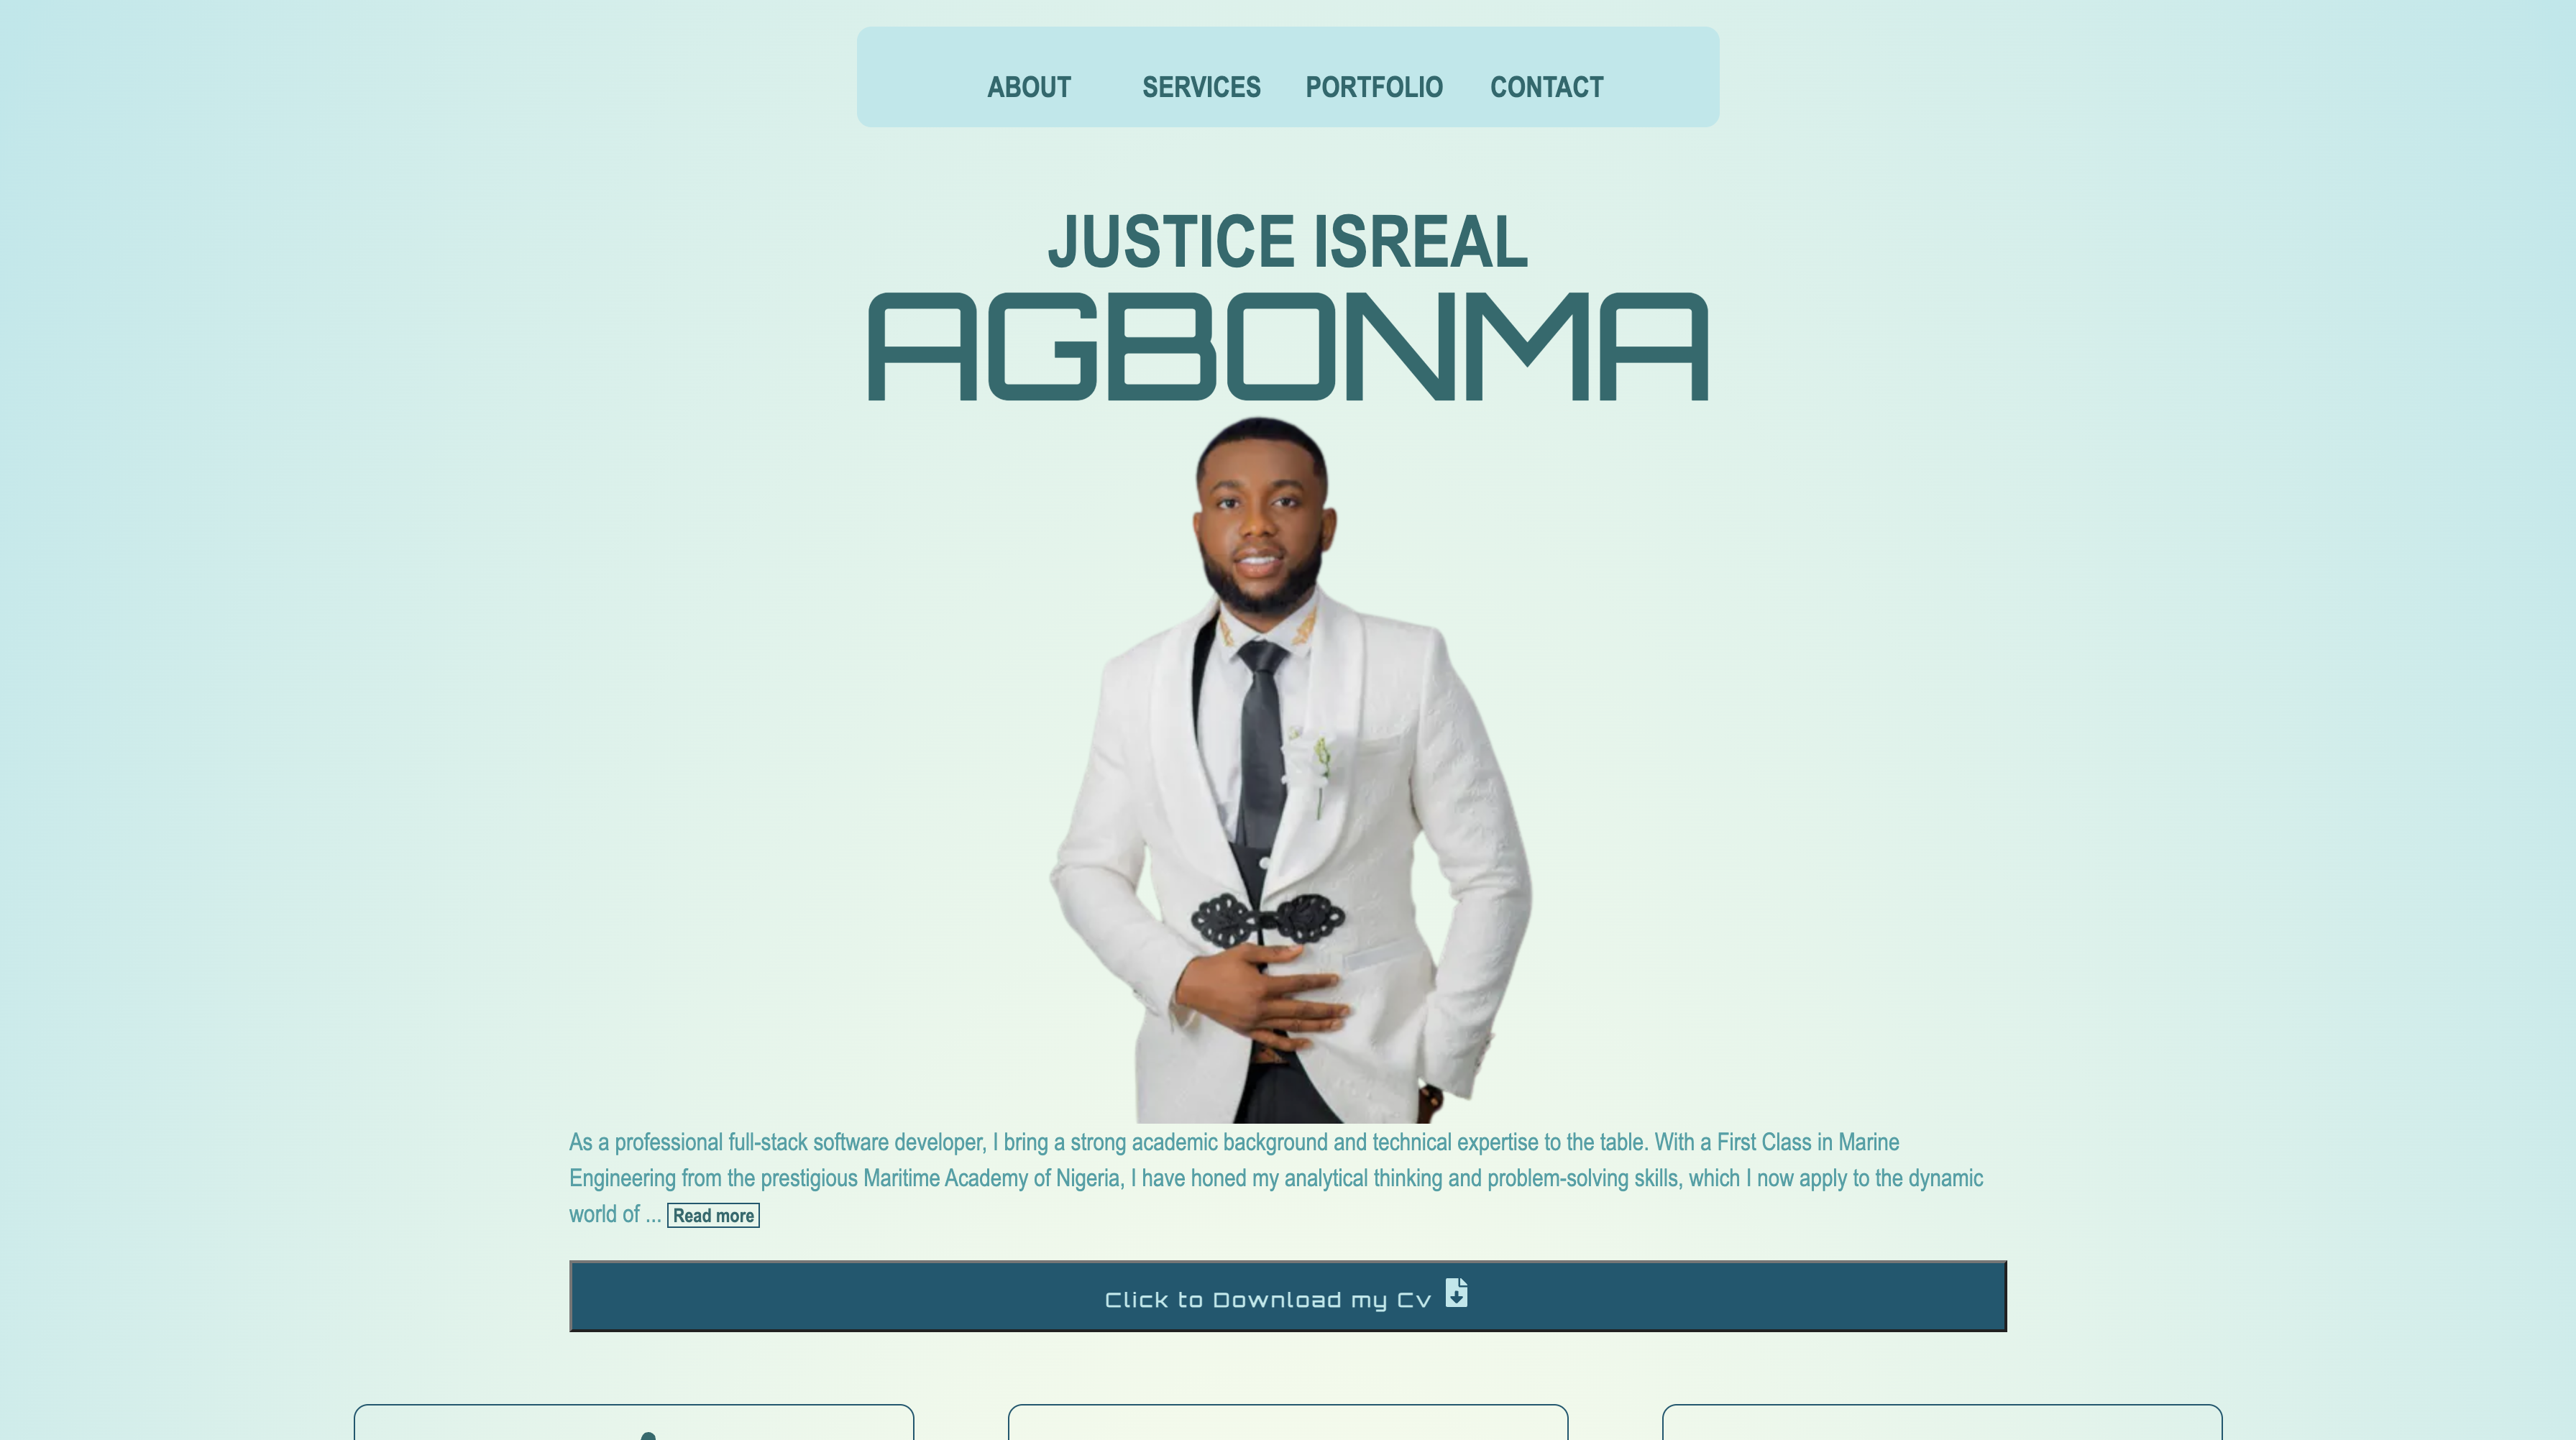 ABOUT SERVICES PORTFOLIO CONTACT
JUSTICE ISREAL
AGBONMA
As a professional full-stack software developer, I bring a strong academic background and technical expertise to the table. With a First Class in Marine
Engineering from the prestigious Maritime Academy of Nigeria, I have honed my analytical thinking and problem-solving skills, which I now apply to the dynamic
world of ... Read more
Click to Download my Cv